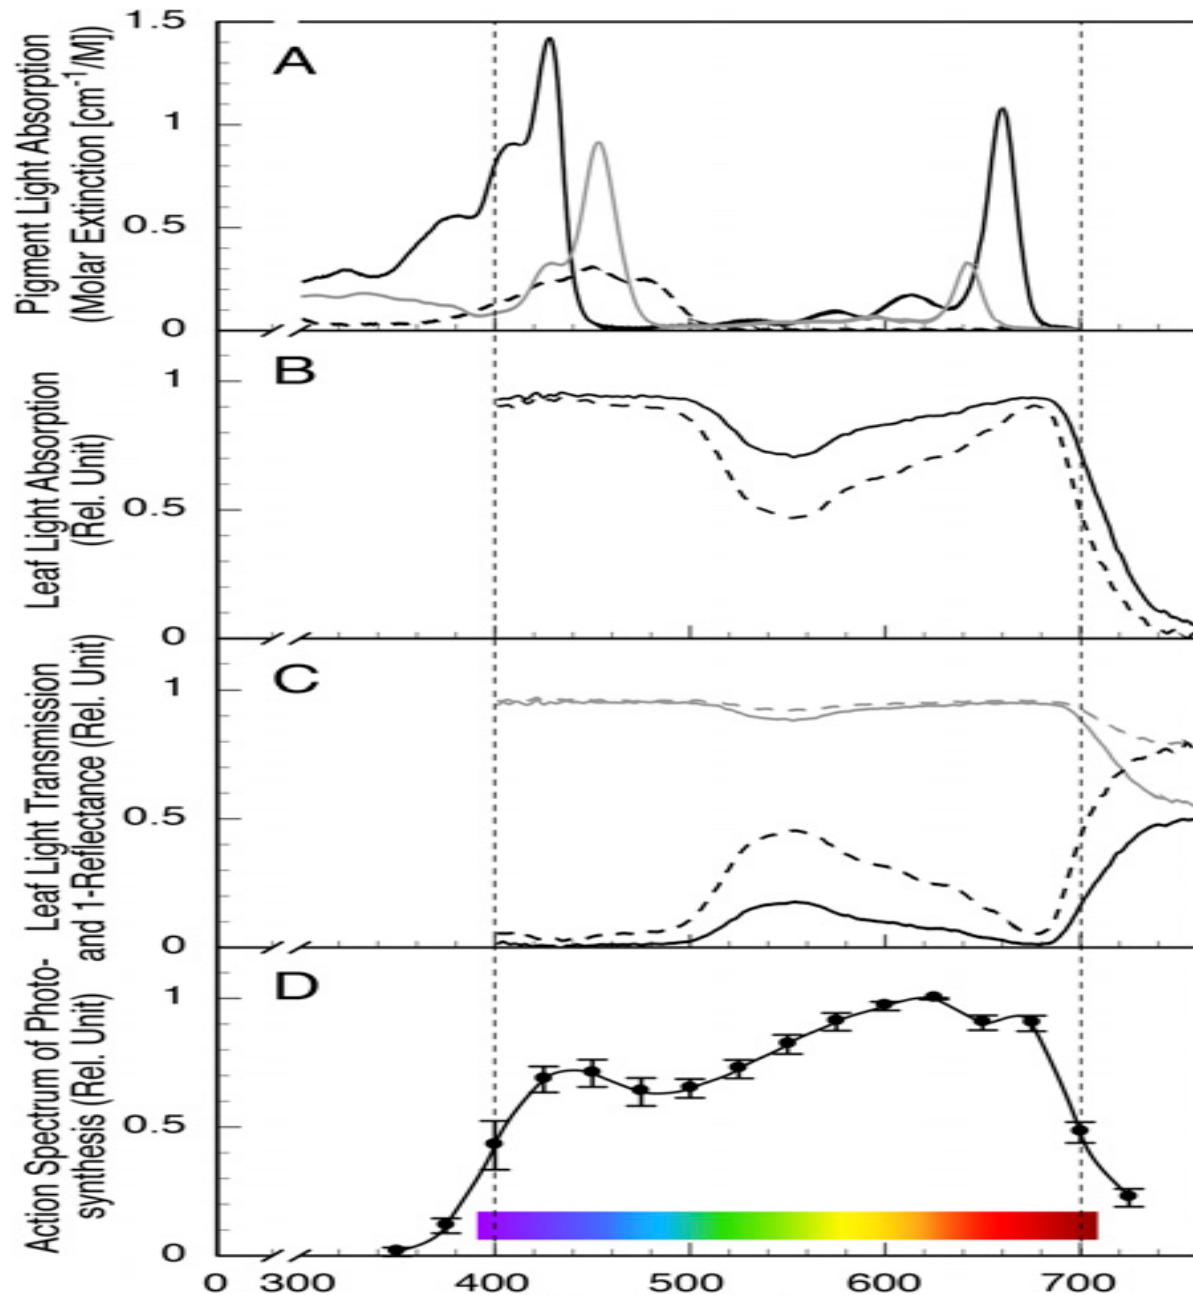 1.5
A
Pigment Light Absorption
(Molar Extinction [cm-1/M])
1
0.5
0
B
Leaf Light Absorption
(Rel. Unit)
1
0.5
0
C
Leaf Light Transmission
and 1-Reflectance (Rel. Unit)
1
0.5
0
D
Action Spectrum of Photo-
synthesis (Rel. Unit)
1
0.5
0
0 300 400 500 600 700